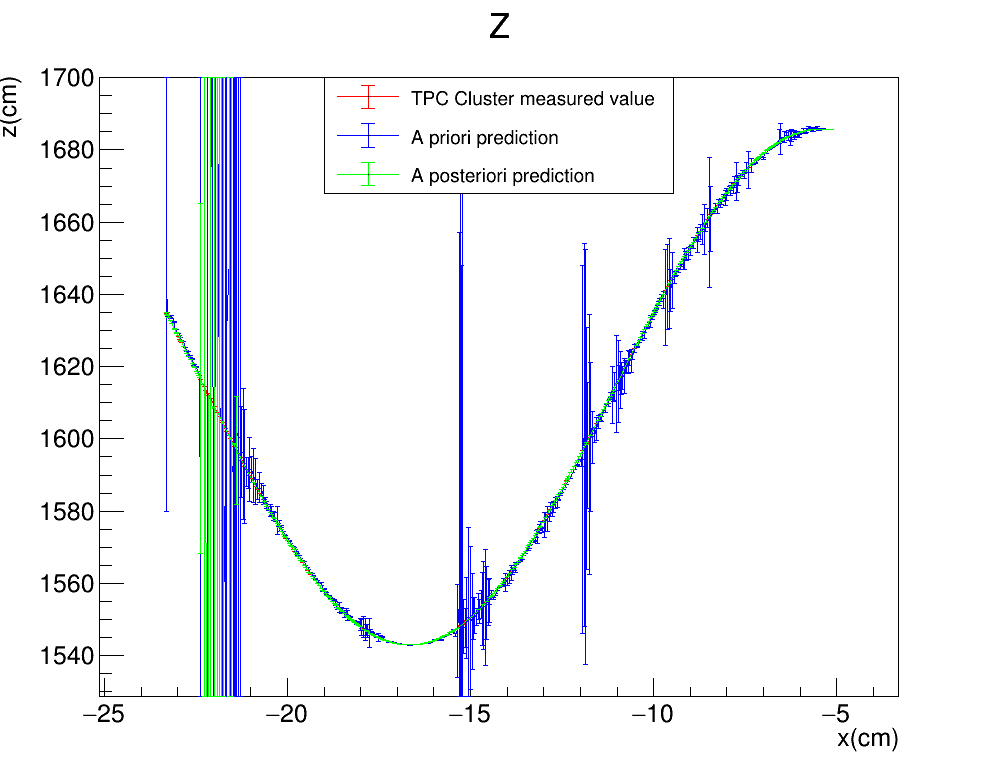 Z
z(cm)
1700
1680
1660
1640
1620
1600
1580
1560
1540
TPC Cluster measured value
A priori prediction
A posteriori prediction
−25 −20 −15 −10 −5
x(cm)